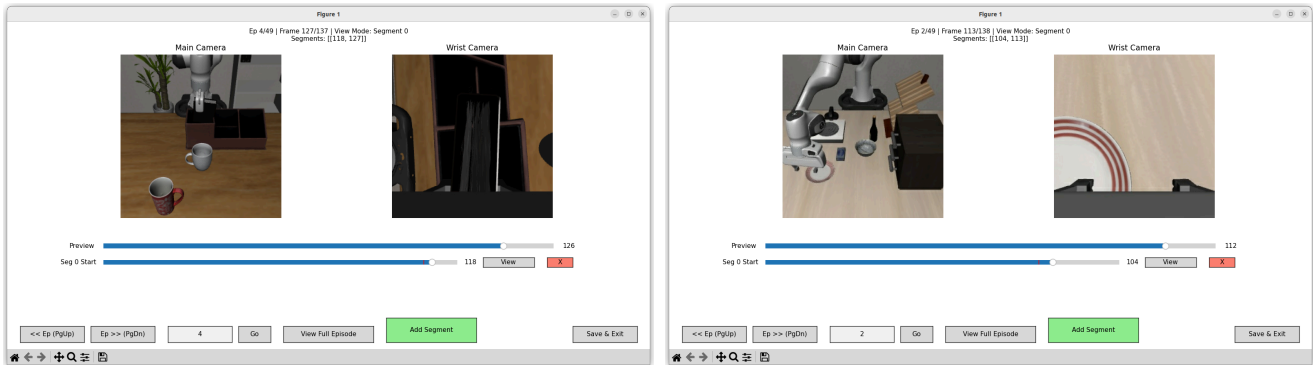 Figure 1
Ep 4/49 | Frame 127/137 | View Mode: Segment 0
Segments: [[118, 127]]
Main Camera
Wrist Camera
Preview
126
Seg 0 Start
118
View
X
<< Ep (PgUp)
Ep >> (PgDn)
4
Go
View Full Episode
Add Segment
Save & Exit
Figure 1
Ep 2/49 | Frame 113/138 | View Mode: Segment 0
Segments: [[104, 113]]
Main Camera
Wrist Camera
Preview
112
Seg 0 Start
104
View
X
<< Ep (PgUp)
Ep >> (PgDn)
2
Go
View Full Episode
Add Segment
Save & Exit